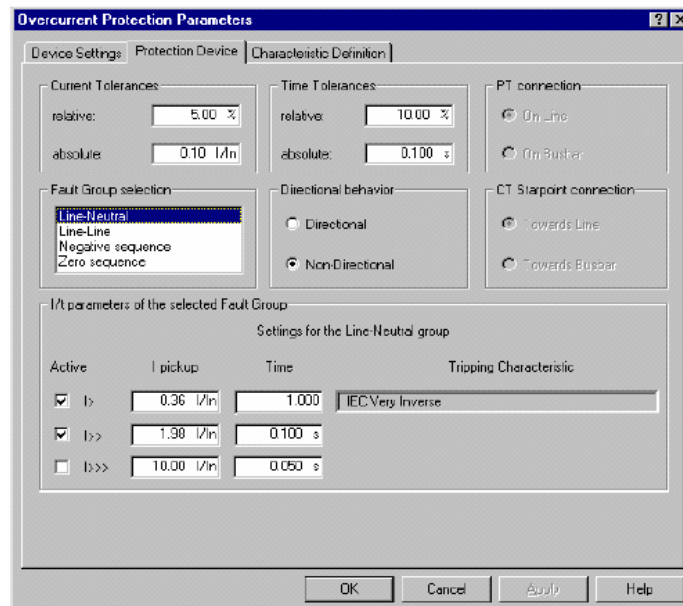 Overcurrent Protection Parameters
Device Settings Protection Device Characteristic Definition
Current Tolerances Time Tolerances PT connection
relative: 5.00 % relative: 10.00 % On Line
absolute: 0.10 I/In absolute: 0.100 s On Busbar
Fault Group selection Directional behavior CT Starpoint connection
Line-Neutral
Line-Line Directional Towards Line
Negative sequence
Zero sequence Non-Directional Towards Busbar
I/t parameters of the selected Fault Group
Settings for the Line-Neutral group
Active I pickup Time Tripping Characteristic
I> 0.36 I/In 1.000 IEC Very Inverse
I>> 1.98 I/In 0.100 s
I>>> 10.00 I/In 0.050 s
OK Cancel Apply Help